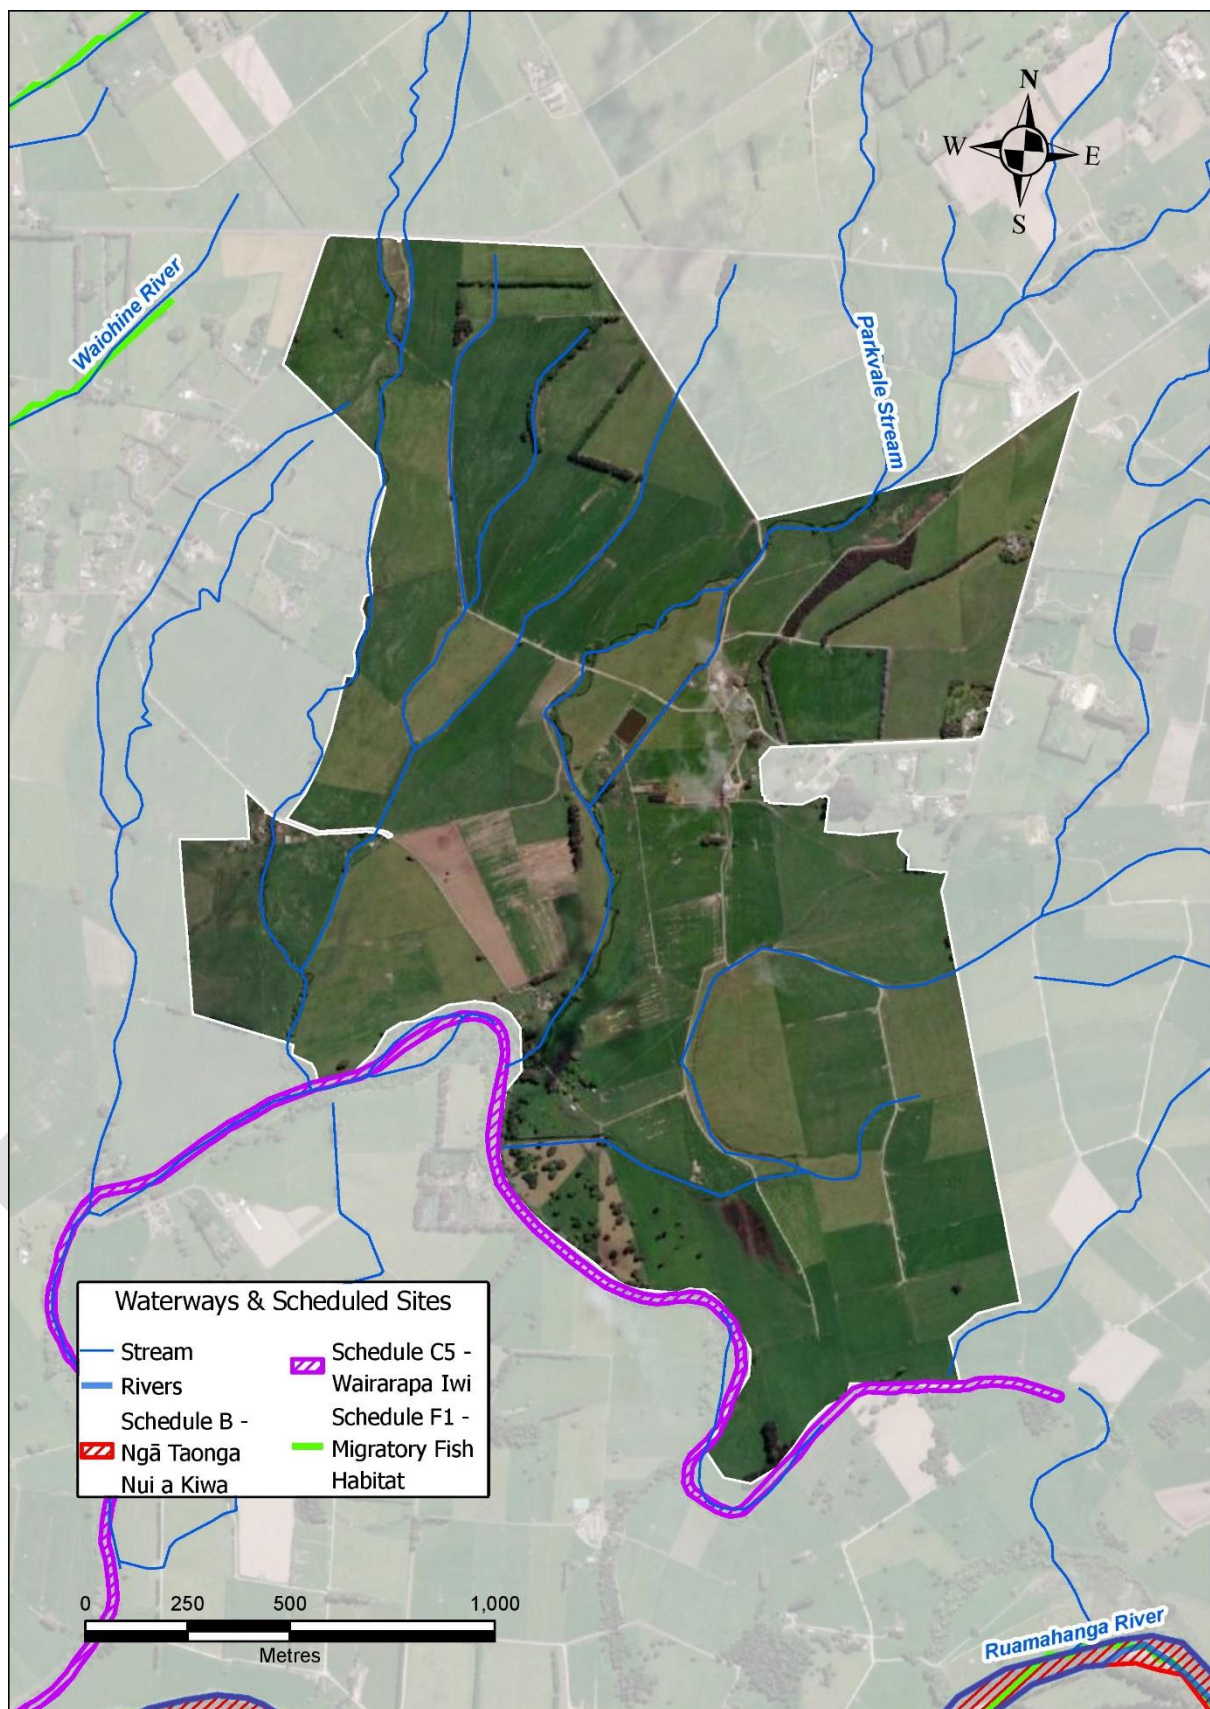 N
W
E
S
Waiohine River
Parkvale Stream
Waterways & Scheduled Sites
Stream
Rivers
Schedule B -
Ngā Taonga
Nui a Kiwa
Schedule C5 -
Wairarapa Iwi
Schedule F1 -
Migratory Fish
Habitat
0 250 500 1,000
Metres
Ruamahanga River